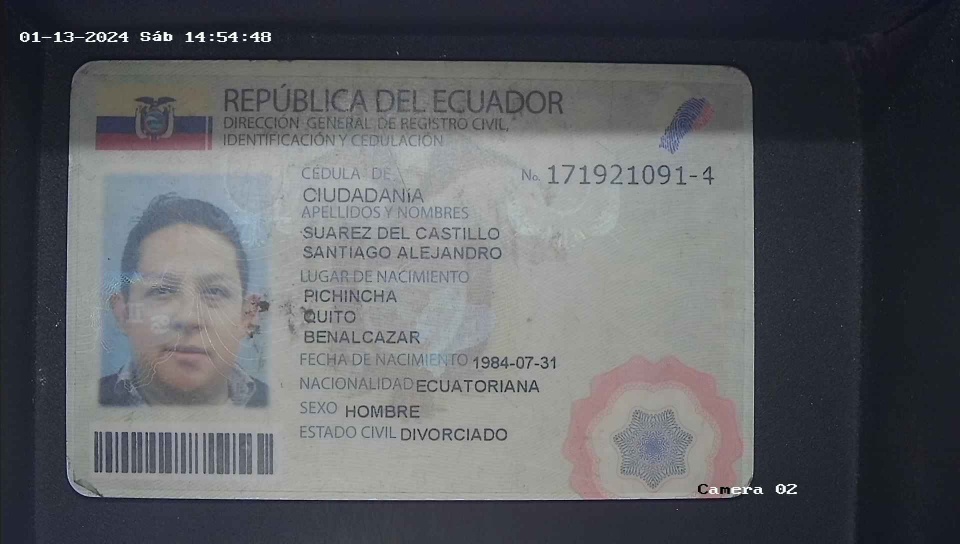 01-13-2024 Sáb 14:54:48
REPÚBLICA DEL ECUADOR
DIRECCIÓN GENERAL DE REGISTRO CIVIL,
IDENTIFICACIÓN Y CEDULACIÓN
CÉDULA DE
No. 171921091-4
CIUDADANÍA
APELLIDOS Y NOMBRES
SUAREZ DEL CASTILLO
SANTIAGO ALEJANDRO
LUGAR DE NACIMIENTO
PICHINCHA
QUITO
BENALCAZAR
FECHA DE NACIMIENTO 1984-07-31
NACIONALIDAD ECUATORIANA
SEXO HOMBRE
ESTADO CIVIL DIVORCIADO
Camera 02